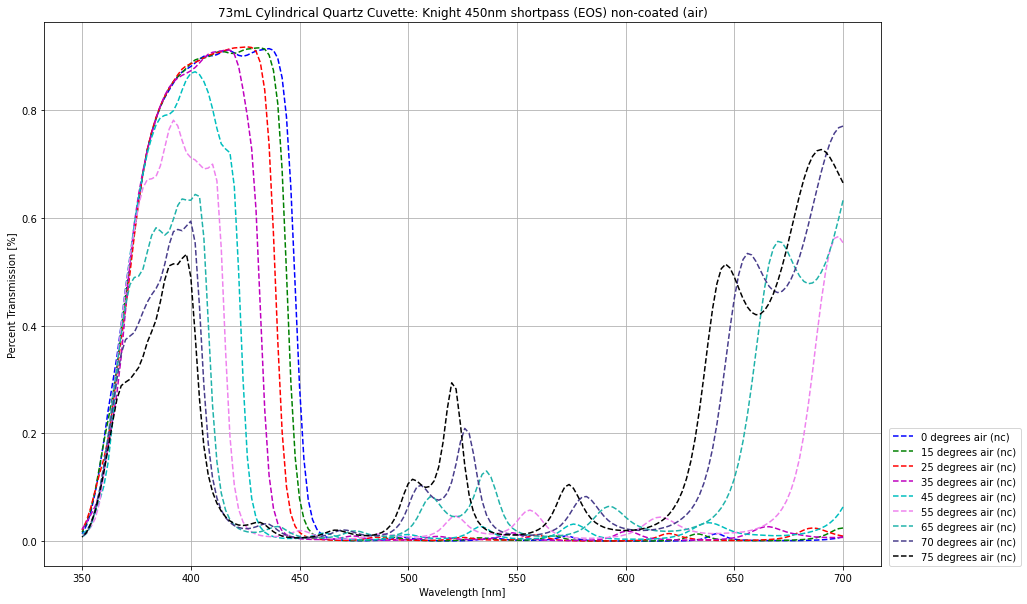 73mL Cylindrical Quartz Cuvette: Knight 450nm shortpass (EOS) non-coated (air)
Percent Transmission [%]
0.8
0.6
0.4
0.2
0.0
350 400 450 500 550 600 650 700
Wavelength [nm]
0 degrees air (nc)
15 degrees air (nc)
25 degrees air (nc)
35 degrees air (nc)
45 degrees air (nc)
55 degrees air (nc)
65 degrees air (nc)
70 degrees air (nc)
75 degrees air (nc)